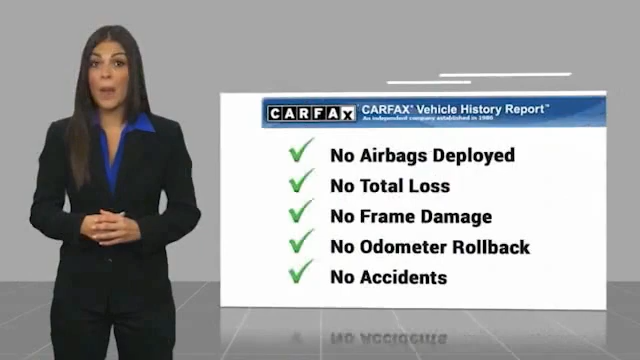 CARFAX CARFAX® Vehicle History Report™
An independent company established in 1986
No Airbags Deployed
No Total Loss
No Frame Damage
No Odometer Rollback
No Accidents